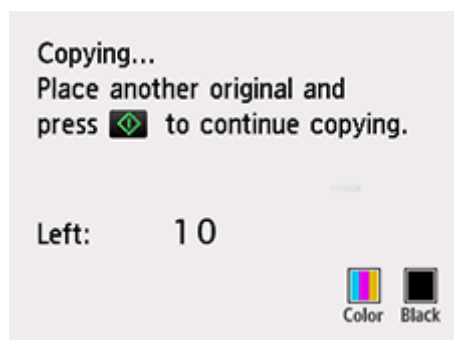 Copying...
Place another original and
press to continue copying.
Left: 10
Color Black